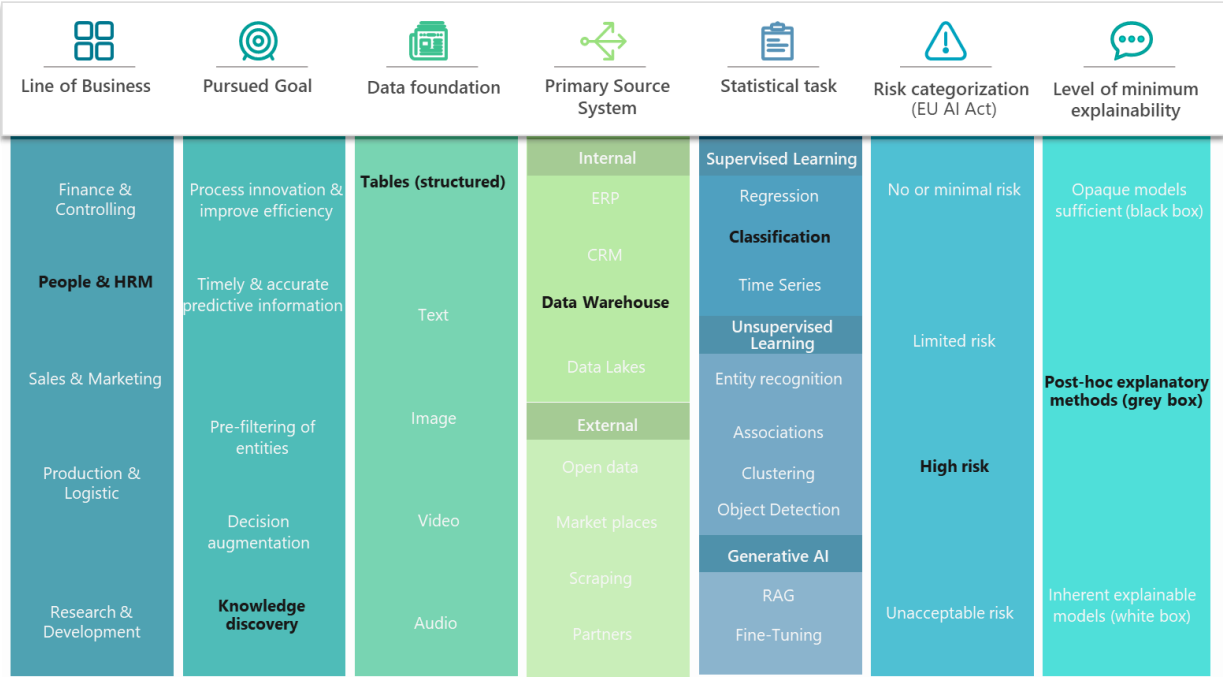 Line of Business
Pursued Goal
Data foundation
Primary Source
System
Statistical task
Risk categorization
(EU AI Act)
Level of minimum
explainability
Finance &
Controlling
People & HRM
Sales & Marketing
Production &
Logistic
Research &
Development
Process innovation &
improve efficiency
Timely & accurate
predictive information
Pre-filtering of
entities
Decision
augmentation
Knowledge
discovery
Tables (structured)
Text
Image
Video
Audio
Internal
ERP
CRM
Data Warehouse
Data Lakes
External
Open data
Market places
Scraping
Partners
Supervised Learning
Regression
Classification
Time Series
Unsupervised
Learning
Entity recognition
Associations
Clustering
Object Detection
Generative AI
RAG
Fine-Tuning
No or minimal risk
Limited risk
High risk
Unacceptable risk
Opaque models
sufficient (black box)
Post-hoc explanatory
methods (grey box)
Inherent explainable
models (white box)